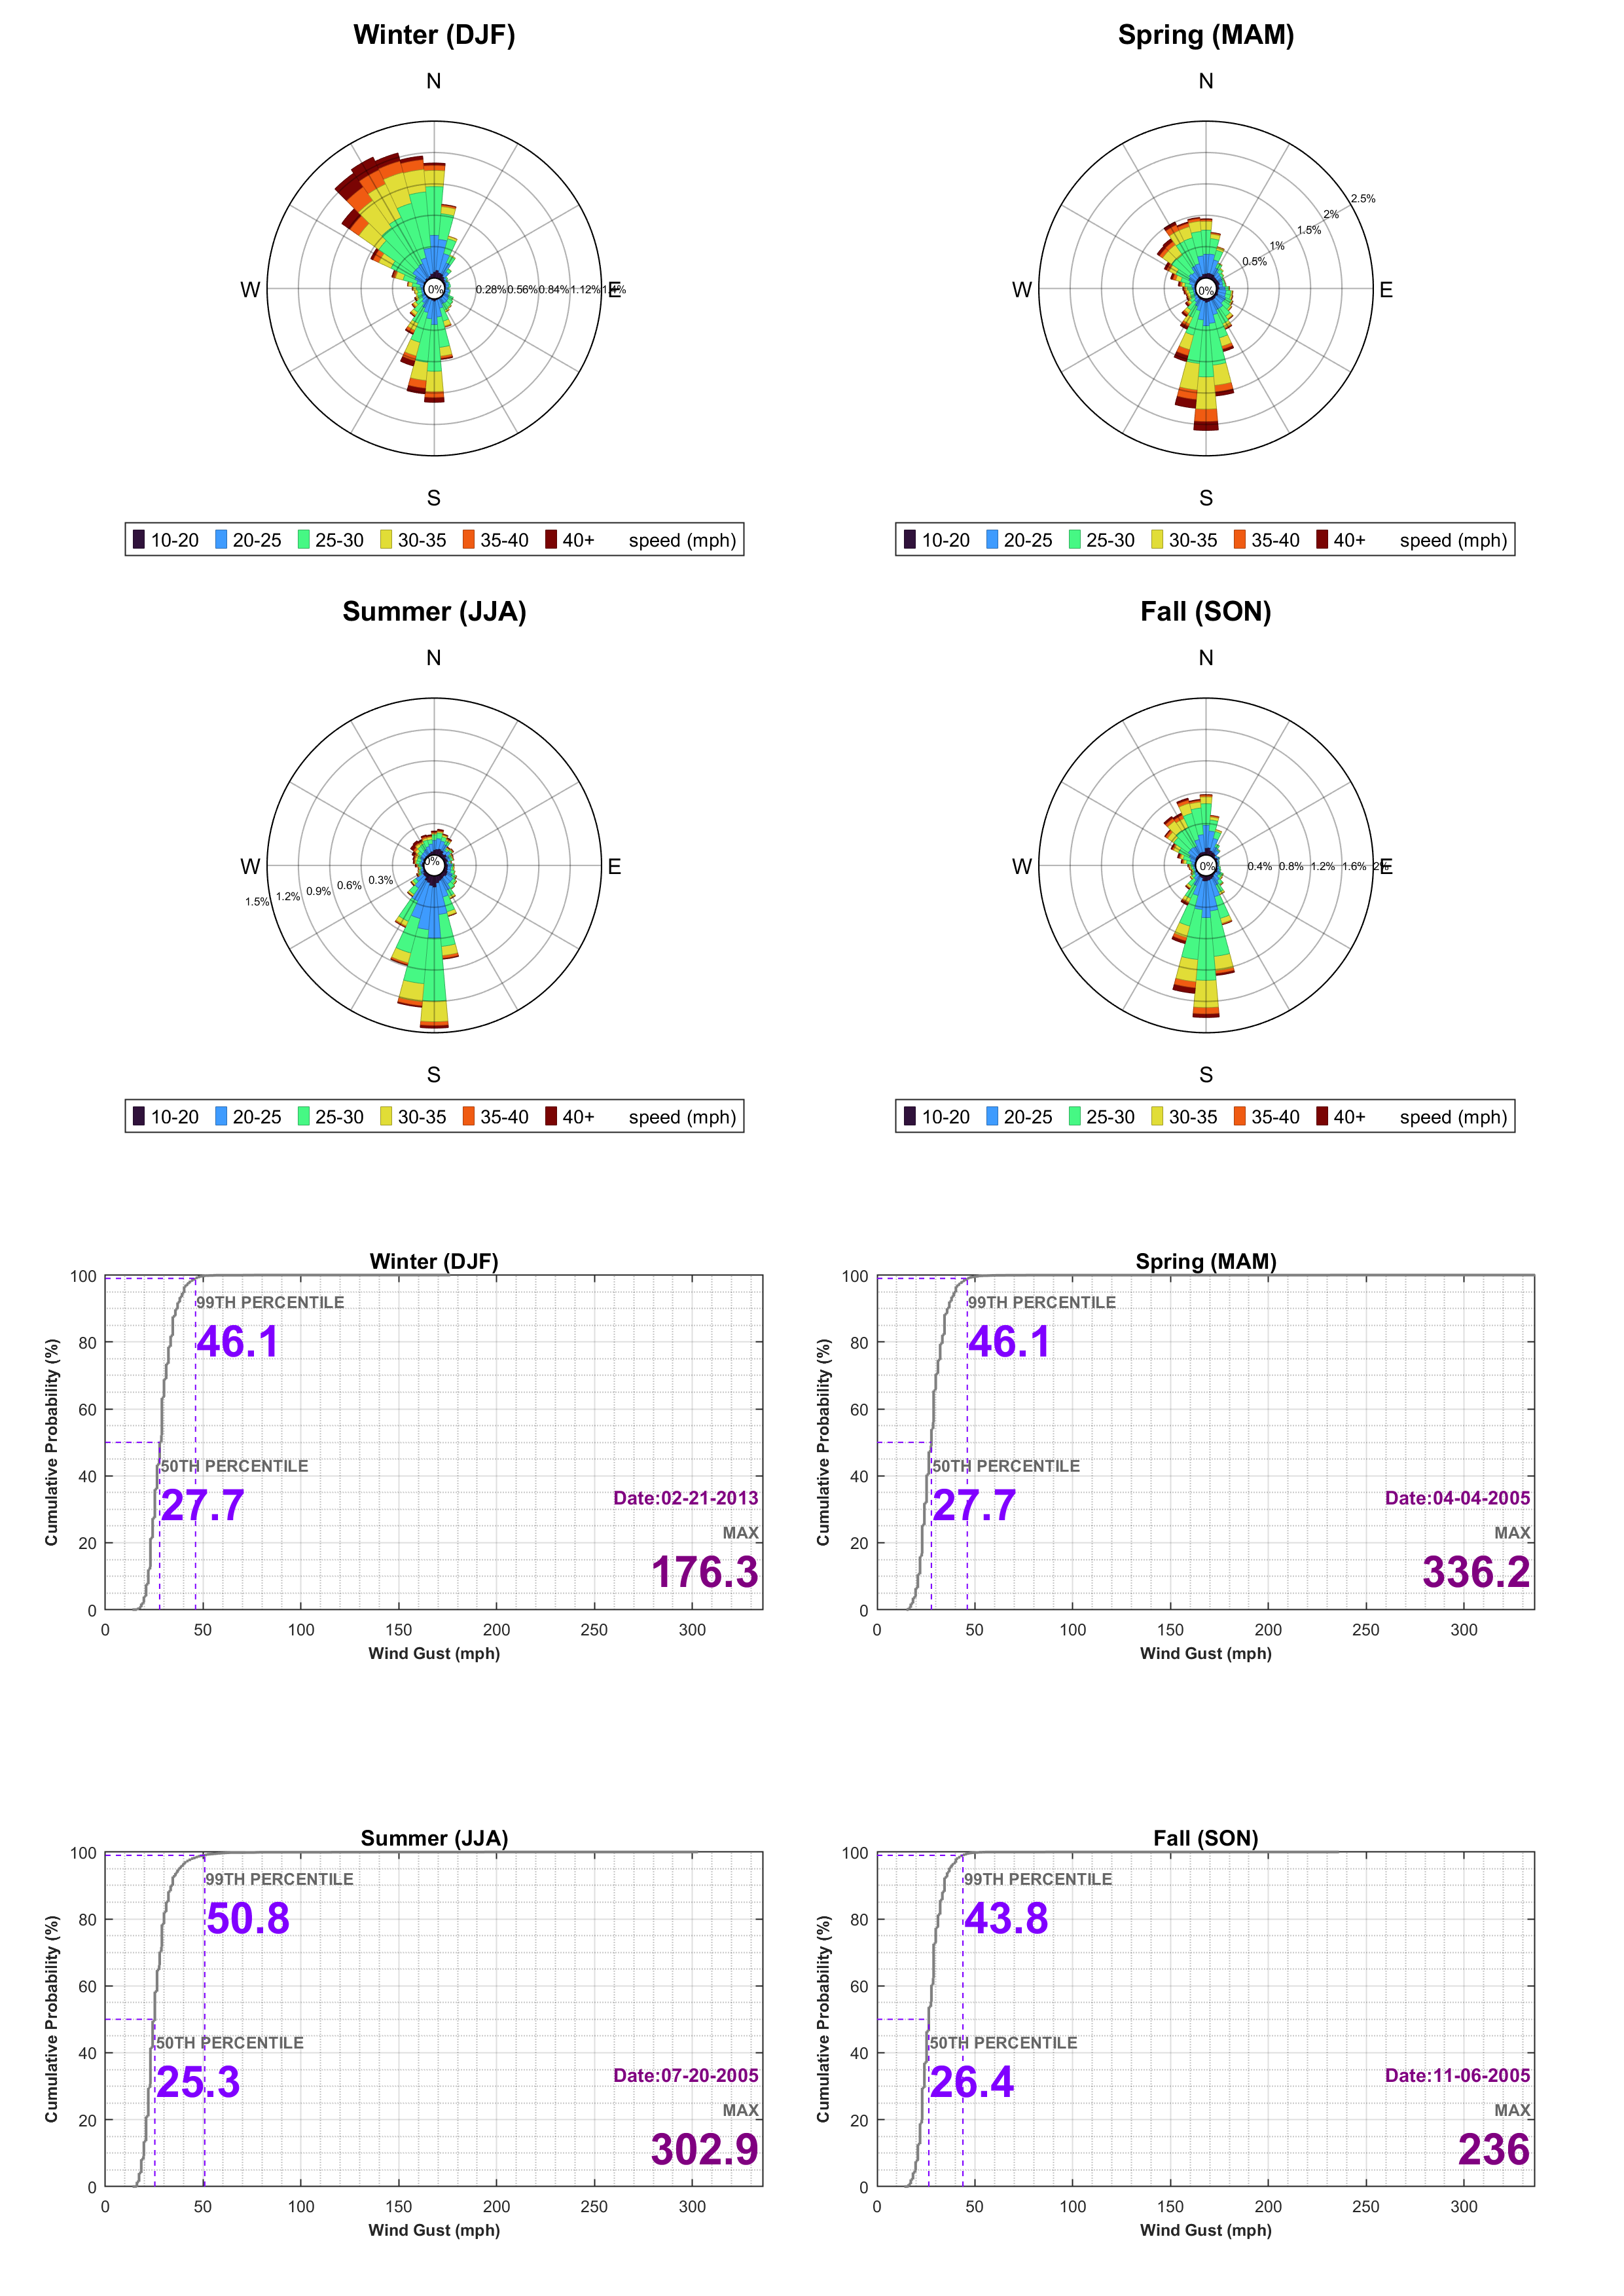 Winter (DJF)
N
W
E
S
0%
0.28%
0.56%
0.84%
1.12%
1.4%
10-20 20-25 25-30 30-35 35-40 40+ speed (mph)
Spring (MAM)
N
W
E
S
0%
0.5%
1%
1.5%
2%
2.5%
10-20 20-25 25-30 30-35 35-40 40+ speed (mph)
Summer (JJA)
N
W
E
S
0%
0.3%
0.6%
0.9%
1.2%
1.5%
10-20 20-25 25-30 30-35 35-40 40+ speed (mph)
Fall (SON)
N
W
E
S
0%
0.4%
0.8%
1.2%
1.6%
2%
10-20 20-25 25-30 30-35 35-40 40+ speed (mph)
Winter (DJF)
Cumulative Probability (%)
100
80
60
40
20
0
99TH PERCENTILE
46.1
50TH PERCENTILE
27.7
Date:02-21-2013
MAX
176.3
0 50 100 150 200 250 300
Wind Gust (mph)
Spring (MAM)
Cumulative Probability (%)
100
80
60
40
20
0
99TH PERCENTILE
46.1
50TH PERCENTILE
27.7
Date:04-04-2005
MAX
336.2
0 50 100 150 200 250 300
Wind Gust (mph)
Summer (JJA)
Cumulative Probability (%)
100
80
60
40
20
0
99TH PERCENTILE
50.8
50TH PERCENTILE
25.3
Date:07-20-2005
MAX
302.9
0 50 100 150 200 250 300
Wind Gust (mph)
Fall (SON)
Cumulative Probability (%)
100
80
60
40
20
0
99TH PERCENTILE
43.8
50TH PERCENTILE
26.4
Date:11-06-2005
MAX
236
0 50 100 150 200 250 300
Wind Gust (mph)